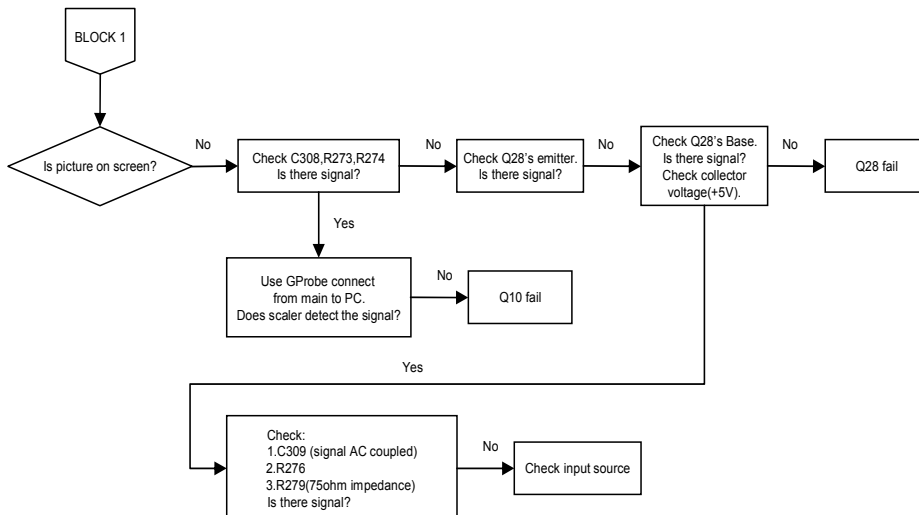 BLOCK 1
Is picture on screen?
No
Check C308,R273,R274
Is there signal?
No
Check Q28's emitter.
Is there signal?
No
Check Q28's Base.
Is there signal?
Check collector
voltage(+5V).
No
Q28 fail
Yes
Use GProbe connect
from main to PC.
Does scaler detect the signal?
No
Q10 fail
Yes
Check:
1.C309 (signal AC coupled)
2.R276
3.R279(75ohm impedance)
Is there signal?
No
Check input source